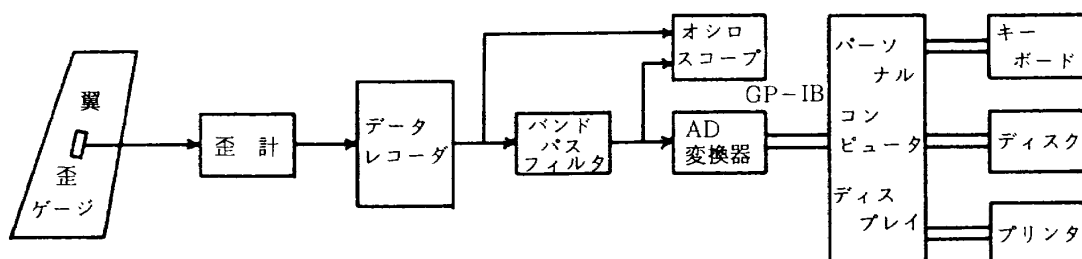 翼
歪
ゲージ
歪計
データ
レコーダ
バンド
パス
フィルタ
オシロ
スコープ
AD
変換器
GP-IB
パーソ
ナル
コン
ピュータ
ディス
プレイ
キー
ボード
ディスク
プリンタ